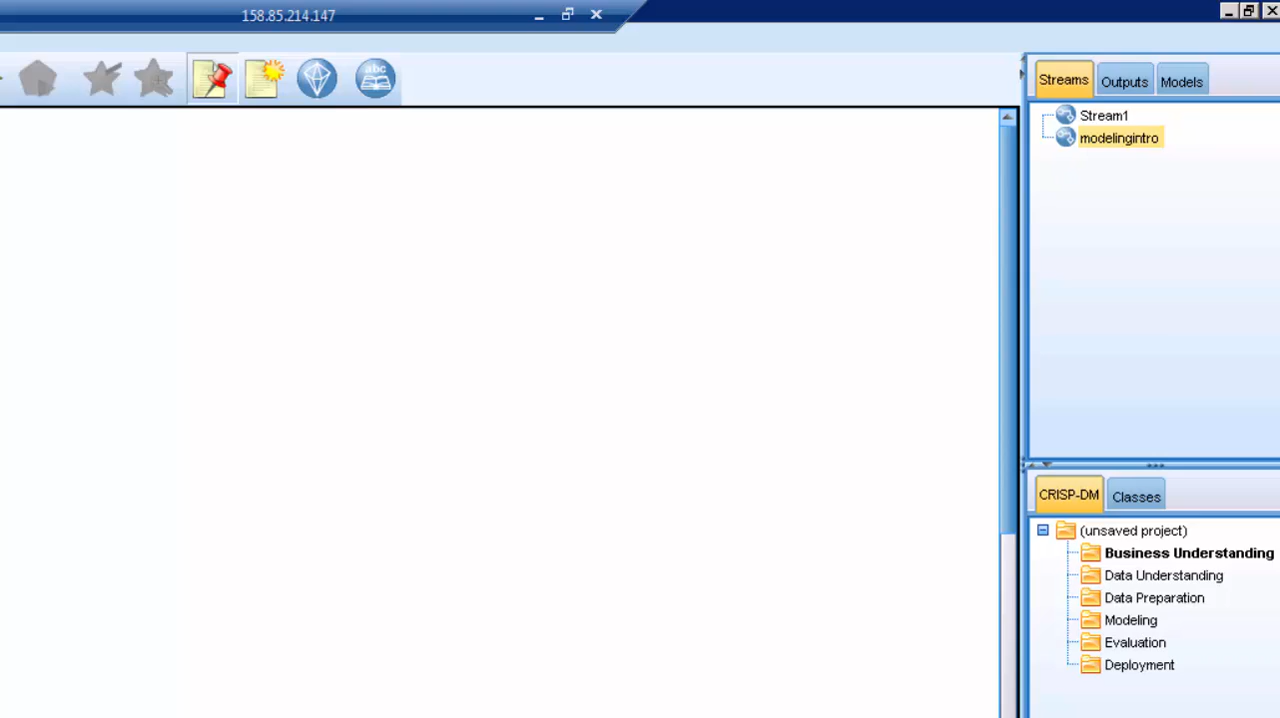 158.85.214.147
abc
Streams
Outputs
Models
Stream1
modelingintro
CRISP-DM
Classes
(unsaved project)
Business Understanding
Data Understanding
Data Preparation
Modeling
Evaluation
Deployment